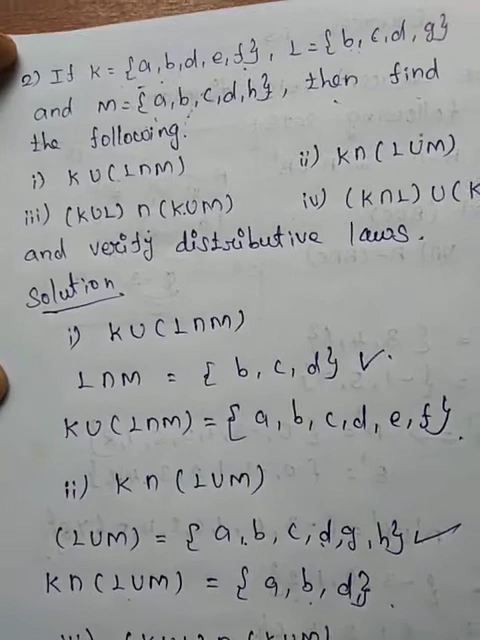 2) If K = {a, b, d, e, f}, L = {b, c, d, g}
and M = {a, b, c, d, h}, then find
the following:
i) K ∪ (L ∩ M) ii) K ∩ (L ∪ M)
iii) (K ∪ L) ∩ (K ∪ M) iv) (K ∩ L) ∪ (K
and verify distributive laws.
Solution
i) K ∪ (L ∩ M)
L ∩ M = {b, c, d} ✓.
K ∪ (L ∩ M) = {a, b, c, d, e, f}.
ii) K ∩ (L ∪ M)
(L ∪ M) = {a, b, c, d, g, h} ✓
K ∩ (L ∪ M) = {a, b, d}.